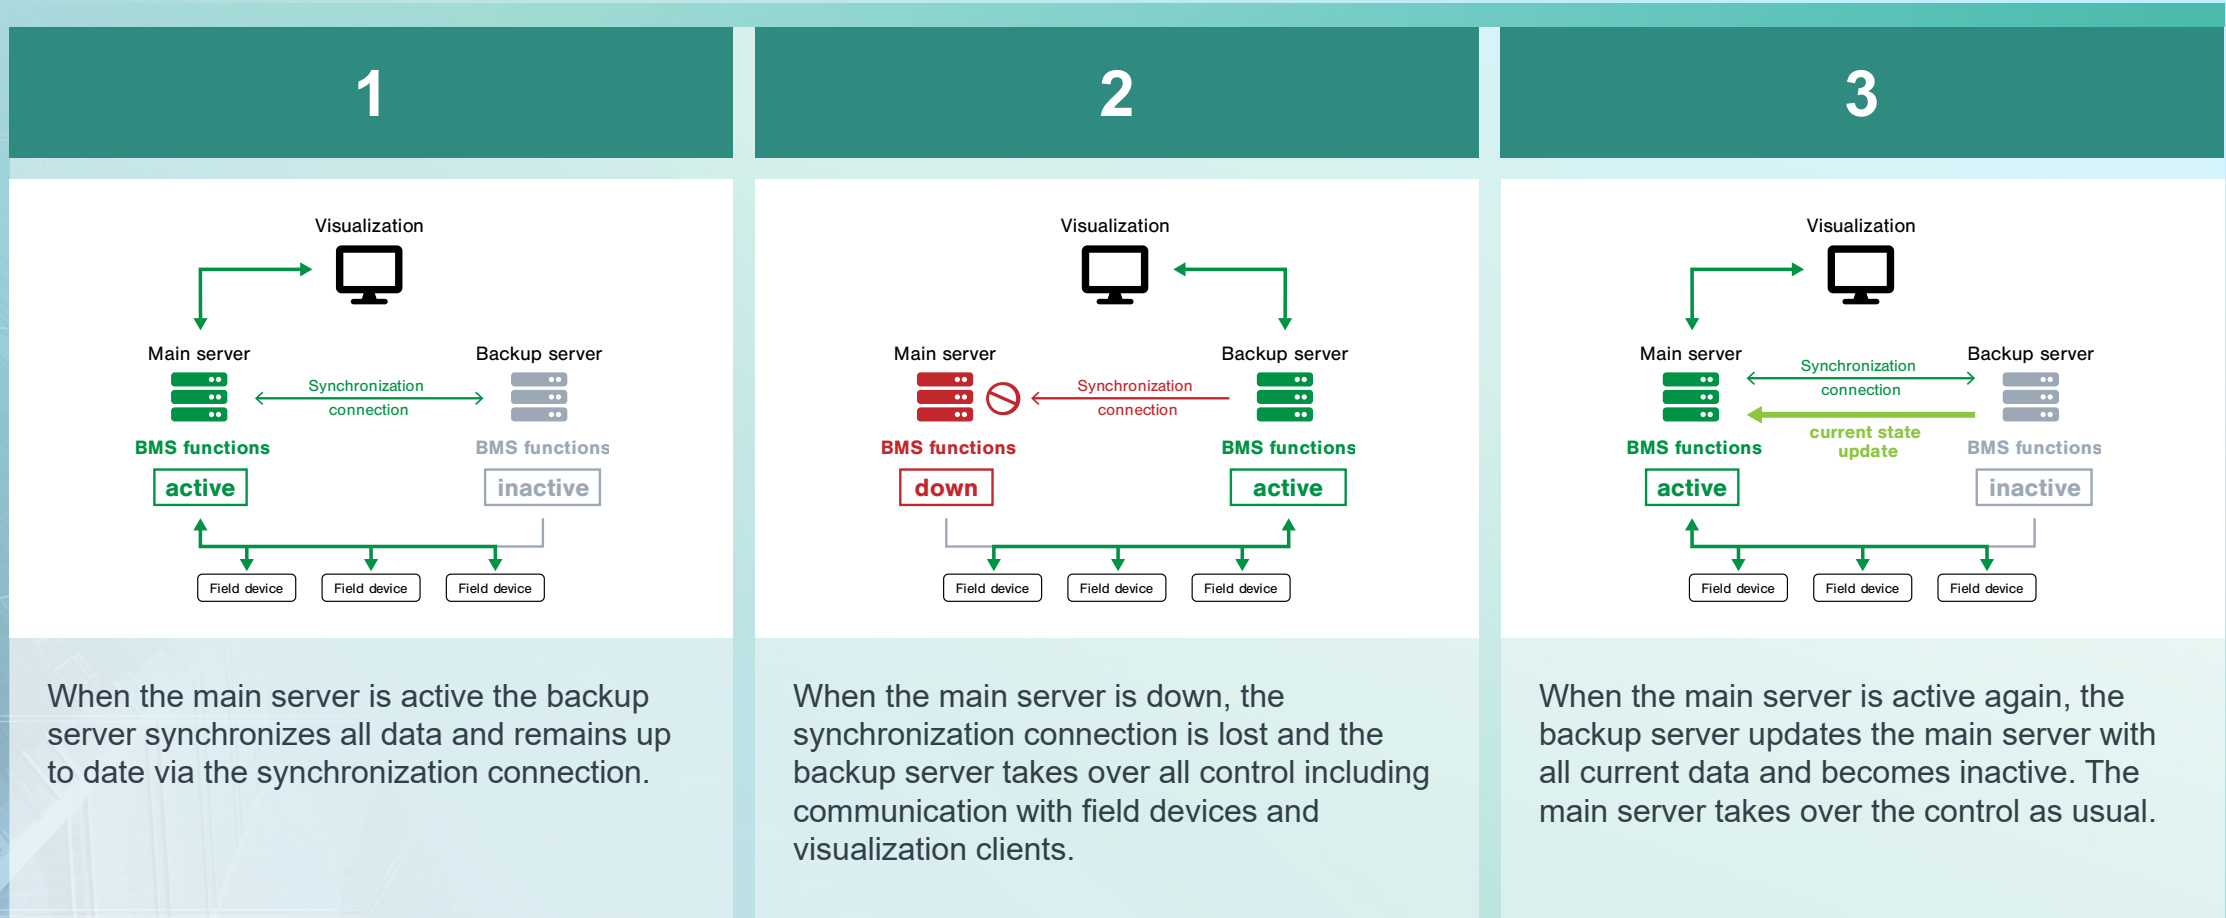 1
Visualization
Main server
Backup server
Synchronization
connection
BMS functions
BMS functions
active
inactive
Field device
Field device
Field device
When the main server is active the backup
server synchronizes all data and remains up
to date via the synchronization connection.
2
Visualization
Main server
Backup server
Synchronization
connection
BMS functions
BMS functions
down
active
Field device
Field device
Field device
When the main server is down, the
synchronization connection is lost and the
backup server takes over all control including
communication with field devices and
visualization clients.
3
Visualization
Main server
Backup server
Synchronization
connection
current state
update
BMS functions
BMS functions
active
inactive
Field device
Field device
Field device
When the main server is active again, the
backup server updates the main server with
all current data and becomes inactive. The
main server takes over the control as usual.